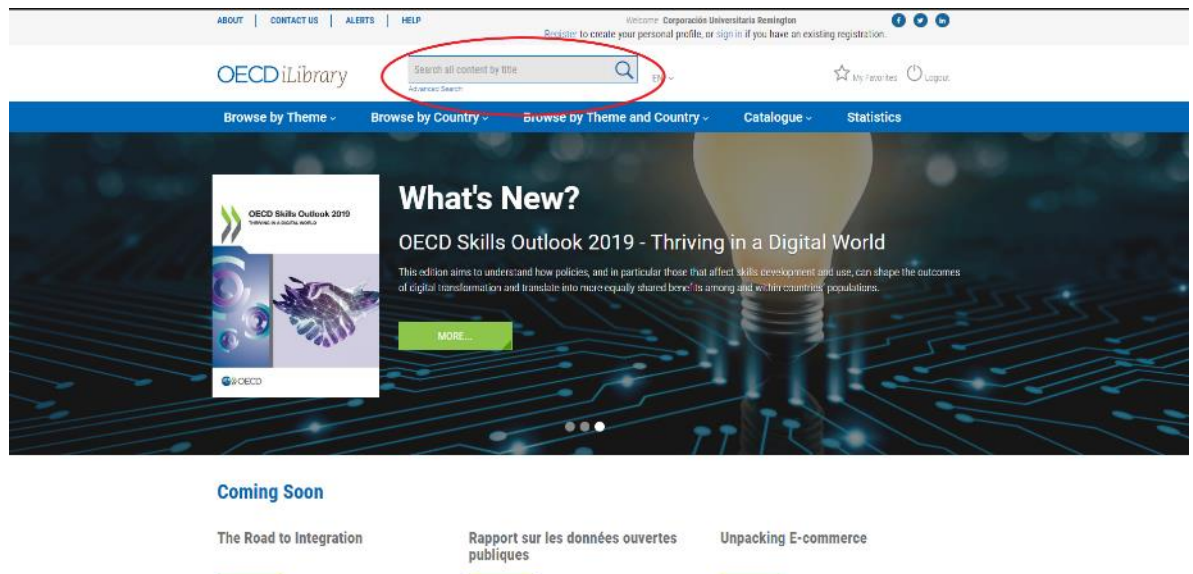 ABOUT | CONTACT US | ALERTS | HELP
Welcome Corporación Universitaria Remington
Register to create your personal profile, or sign in if you have an existing registration.
OECD iLibrary
Search all content by title
Advanced Search
EN
My Favorites
Logout
Browse by Theme
Browse by Country
Browse by Theme and Country
Catalogue
Statistics
OECD Skills Outlook 2019
THRIVING IN A DIGITAL WORLD
OECD
What's New?
OECD Skills Outlook 2019 - Thriving in a Digital World
This edition aims to understand how policies, and in particular those that affect skills development and use, can shape the outcomes
of digital transformation and translate into more equally shared benefits among and within countries' populations.
MORE...
Coming Soon
The Road to Integration
Rapport sur les données ouvertes
publiques
Unpacking E-commerce